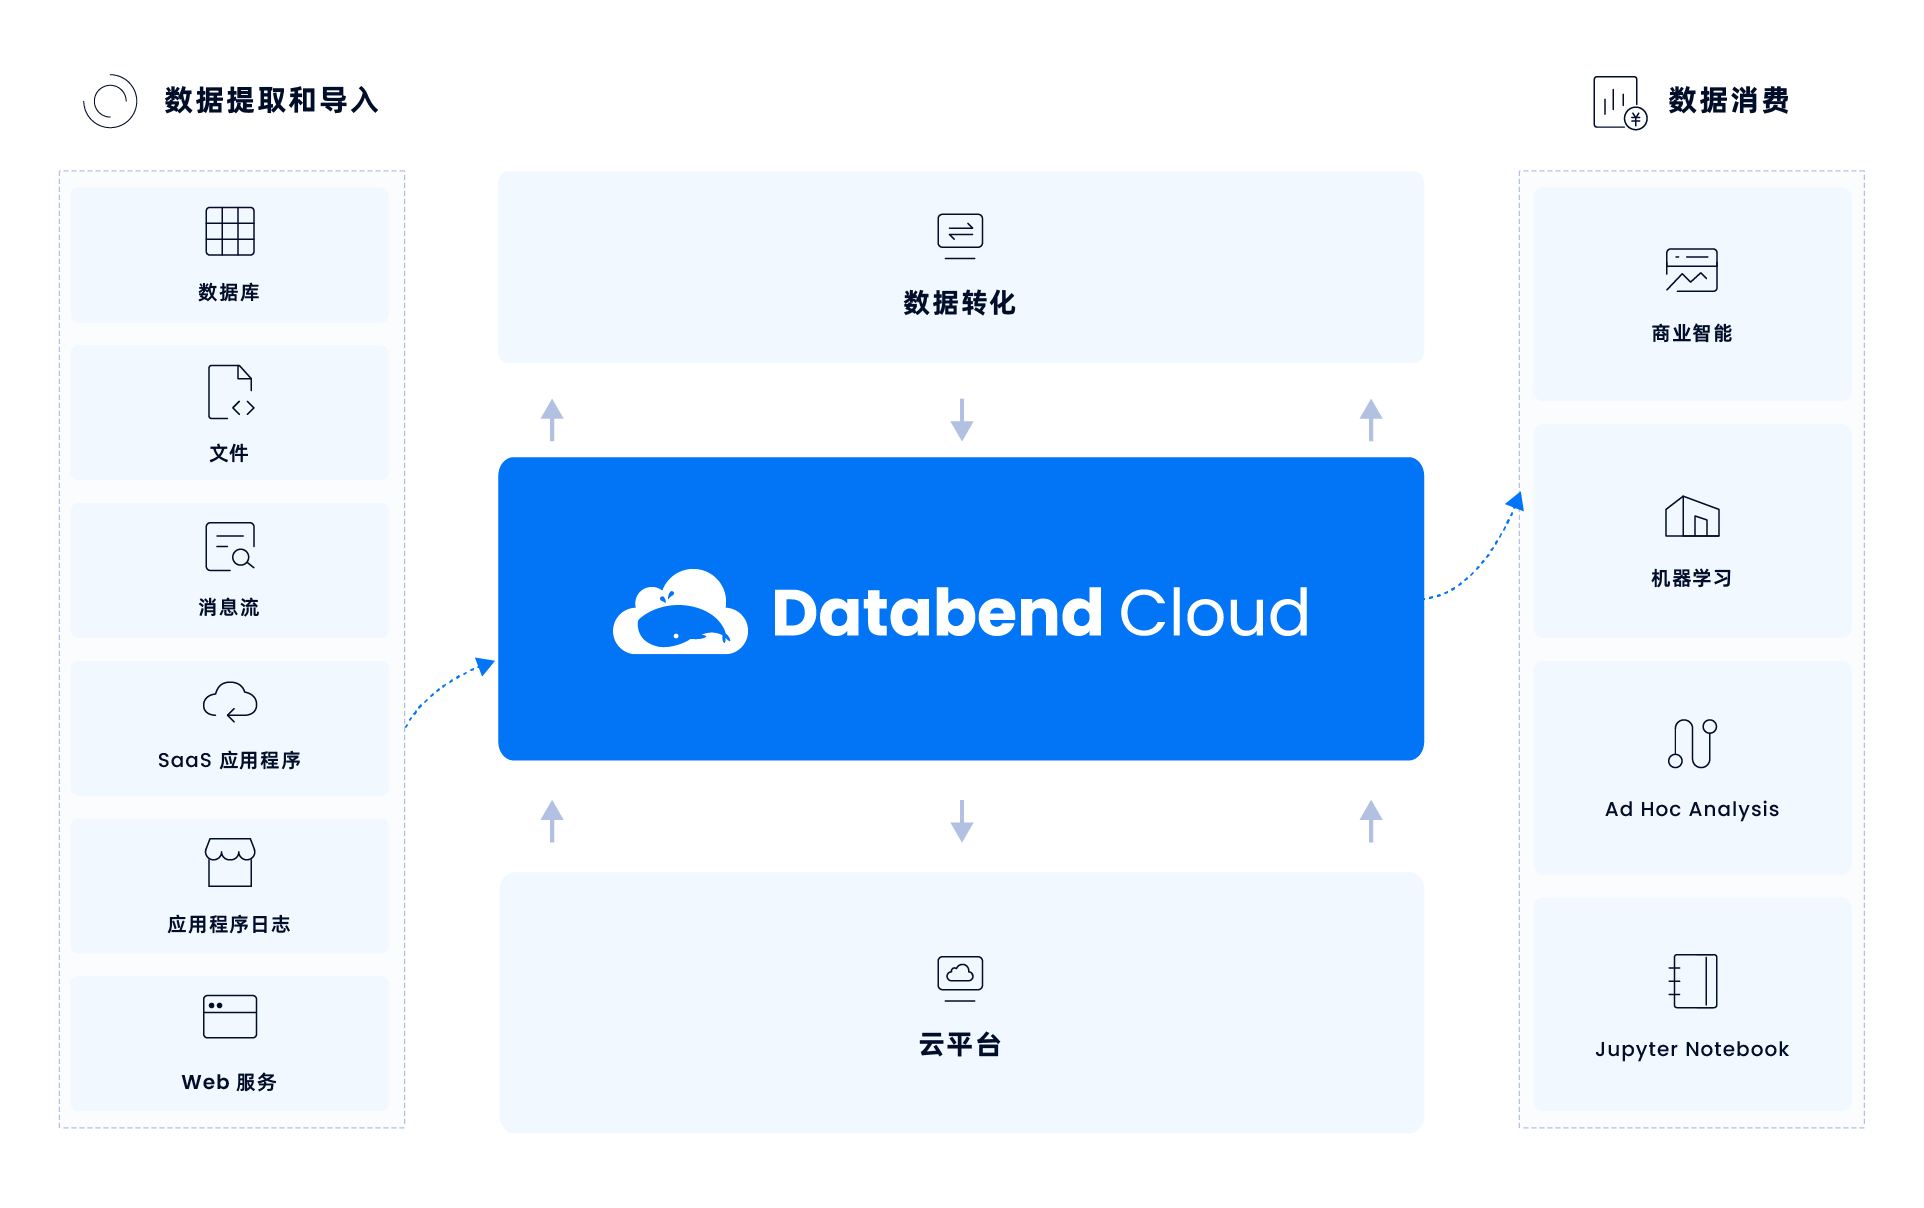 数据提取和导入
数据库
文件
消息流
SaaS 应用程序
应用程序日志
Web 服务
数据转化
Databend Cloud
云平台
数据消费
商业智能
机器学习
Ad Hoc Analysis
Jupyter Notebook